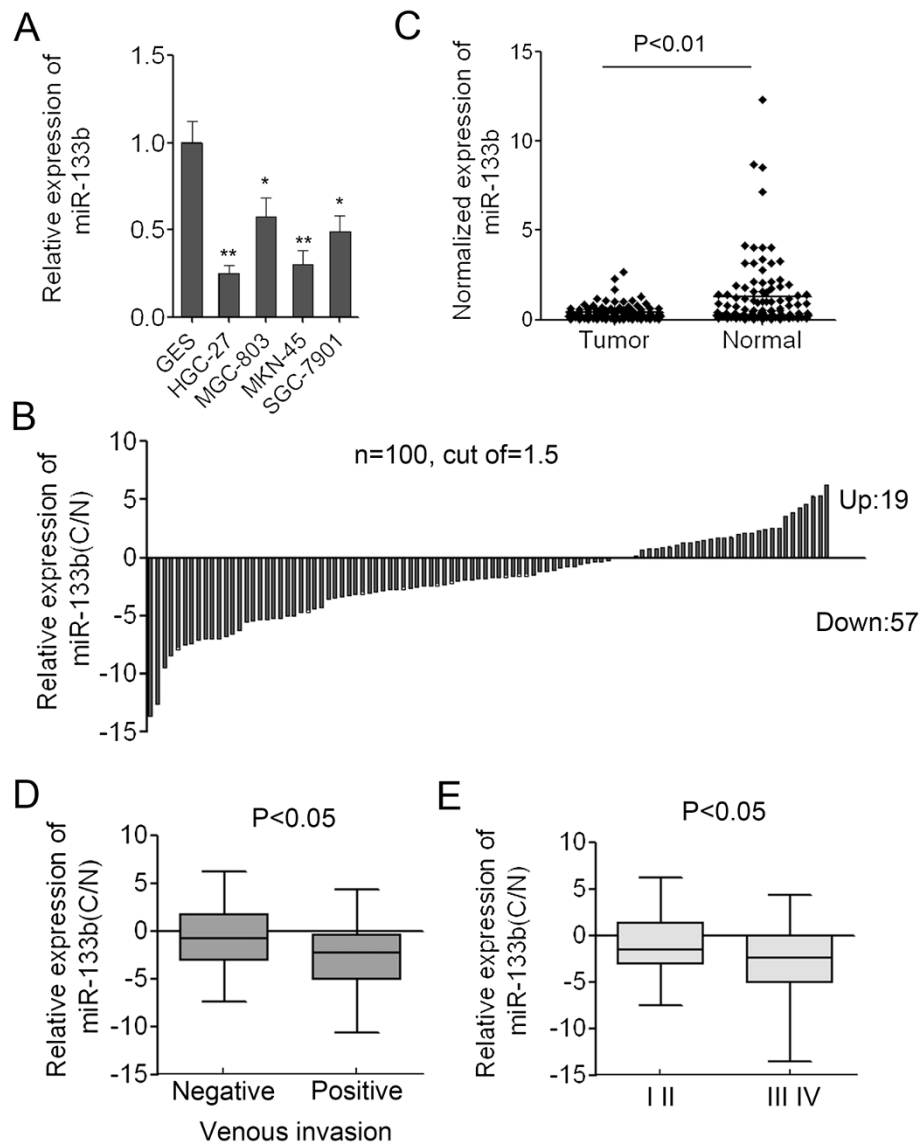 A
Relative expression of
miR-133b
1.5
1.0
0.5
0.0
**
*
**
*
GES
HGC-27
MGC-803
MKN-45
SGC-7901
C
P<0.01
Normalized expression of
miR-133b
15
10
5
0
Tumor
Normal
B
Relative expression of
miR-133b(C/N)
10
5
0
-5
-10
-15
n=100, cut of=1.5
Up:19
Down:57
D
P<0.05
Relative expression of
miR-133b(C/N)
10
5
0
-5
-10
-15
Negative
Positive
Venous invasion
E
P<0.05
Relative expression of
miR-133b(C/N)
10
5
0
-5
-10
-15
I II
III IV